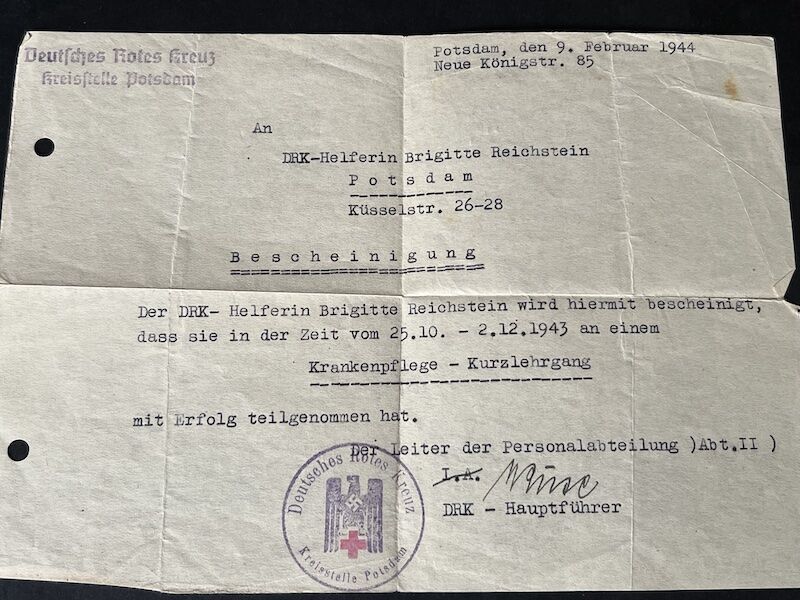 Deutsches Rotes Kreuz
Kreisstelle Potsdam
Potsdam, den 9. Februar 1944
Neue Königstr. 85
An
DRK-Helferin Brigitte Reichstein
P o t s d a m
Küsselstr. 26-28
B e s c h e i n i g u n g
Der DRK- Helferin Brigitte Reichstein wird hiermit bescheinigt,
dass sie in der Zeit vom 25.10. - 2.12.1943 an einem
Krankenpflege - Kurzlehrgang
mit Erfolg teilgenommen hat.
Der Leiter der Personalabteilung )Abt.II )
I.A.
DRK - Hauptführer
Deutsches Rotes Kreuz
Kreisstelle Potsdam